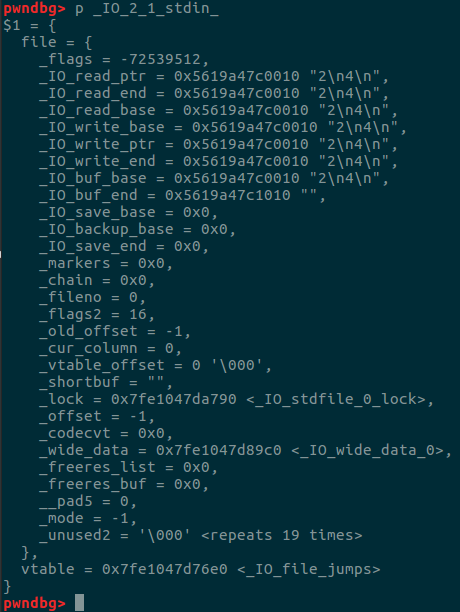 pwndbg> p _IO_2_1_stdin_
$1 = {
  file = {
    _flags = -72539512,
    _IO_read_ptr = 0x5619a47c0010 "2\n4\n",
    _IO_read_end = 0x5619a47c0010 "2\n4\n",
    _IO_read_base = 0x5619a47c0010 "2\n4\n",
    _IO_write_base = 0x5619a47c0010 "2\n4\n",
    _IO_write_ptr = 0x5619a47c0010 "2\n4\n",
    _IO_write_end = 0x5619a47c0010 "2\n4\n",
    _IO_buf_base = 0x5619a47c0010 "2\n4\n",
    _IO_buf_end = 0x5619a47c1010 "",
    _IO_save_base = 0x0,
    _IO_backup_base = 0x0,
    _IO_save_end = 0x0,
    _markers = 0x0,
    _chain = 0x0,
    _fileno = 0,
    _flags2 = 16,
    _old_offset = -1,
    _cur_column = 0,
    _vtable_offset = 0 '\000',
    _shortbuf = "",
    _lock = 0x7fe1047da790 <_IO_stdfile_0_lock>,
    _offset = -1,
    _codecvt = 0x0,
    _wide_data = 0x7fe1047d89c0 <_IO_wide_data_0>,
    _freeres_list = 0x0,
    _freeres_buf = 0x0,
    __pad5 = 0,
    _mode = -1,
    _unused2 = '\000' <repeats 19 times>
  },
  vtable = 0x7fe1047d76e0 <_IO_file_jumps>
}
pwndbg>